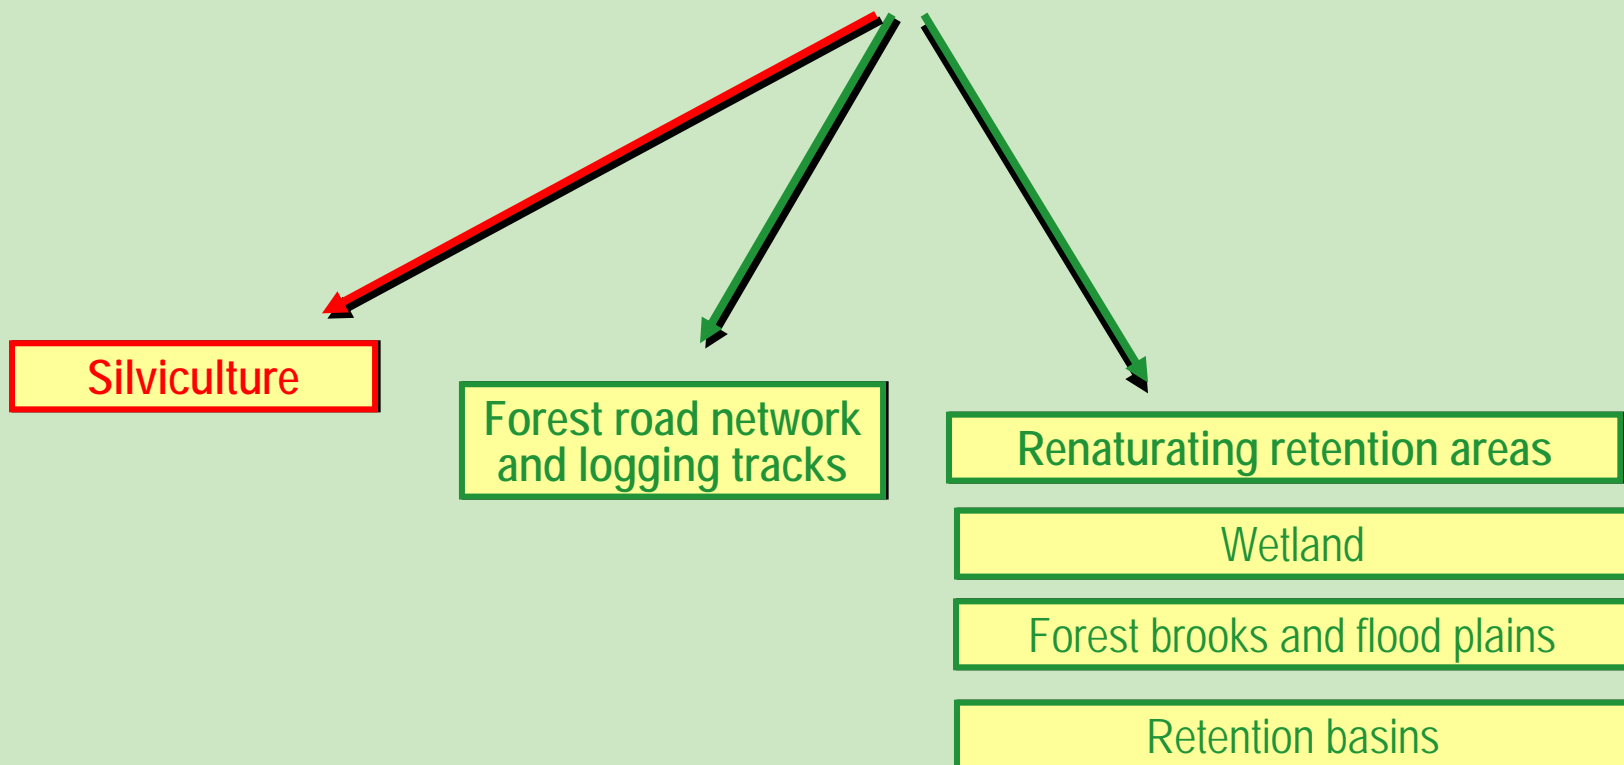 Silviculture
Forest road network
and logging tracks
Renaturating retention areas
Wetland
Forest brooks and flood plains
Retention basins